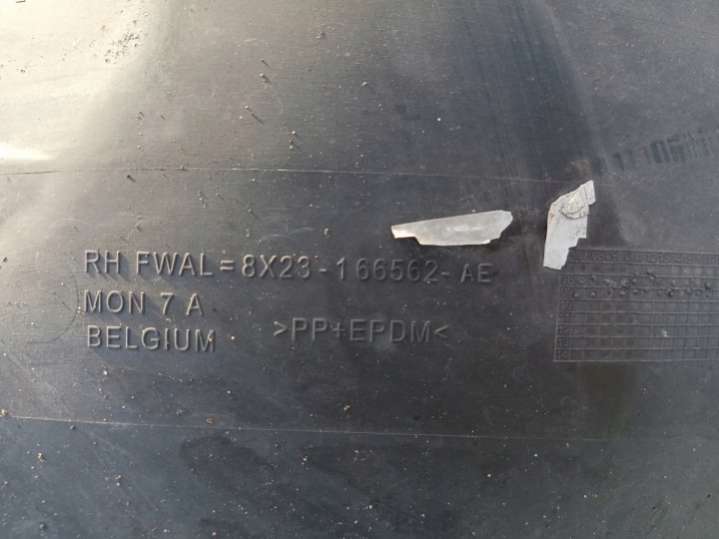 RH FWAL=8X23-166562-AE
MON 7 A
BELGIUM >PP+EPDM<